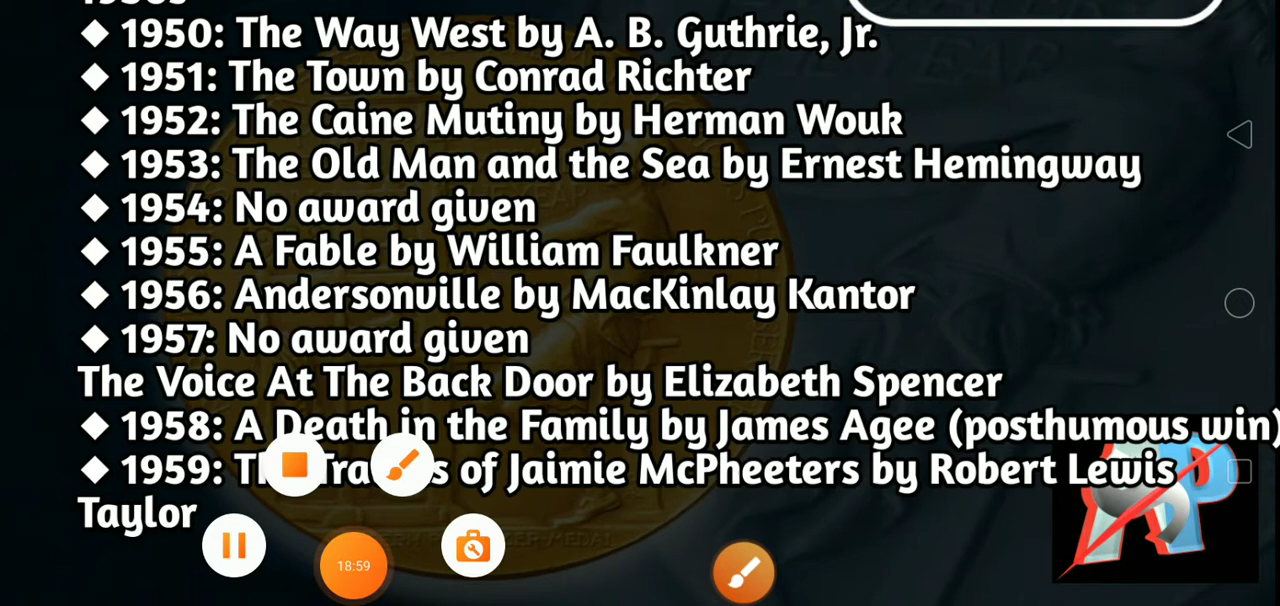 ◆ 1950: The Way West by A. B. Guthrie, Jr.
◆ 1951: The Town by Conrad Richter
◆ 1952: The Caine Mutiny by Herman Wouk
◆ 1953: The Old Man and the Sea by Ernest Hemingway
◆ 1954: No award given
◆ 1955: A Fable by William Faulkner
◆ 1956: Andersonville by MacKinlay Kantor
◆ 1957: No award given
The Voice At The Back Door by Elizabeth Spencer
◆ 1958: A Death in the Family by James Agee (posthumous win)
◆ 1959: of Jaimie McPheeters by Robert Lewis
Taylor
18:59